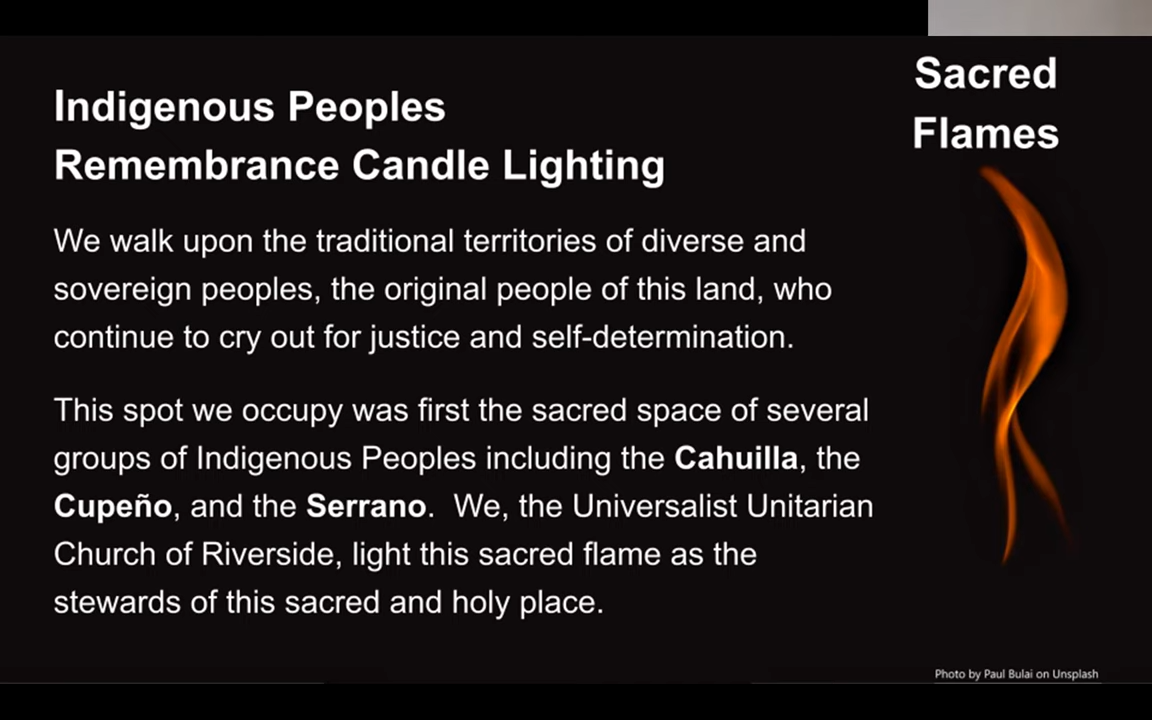 Indigenous Peoples
Remembrance Candle Lighting
We walk upon the traditional territories of diverse and
sovereign peoples, the original people of this land, who
continue to cry out for justice and self-determination.
This spot we occupy was first the sacred space of several
groups of Indigenous Peoples including the Cahuilla, the
Cupeño, and the Serrano.  We, the Universalist Unitarian
Church of Riverside, light this sacred flame as the
stewards of this sacred and holy place.
Sacred
Flames
Photo by Paul Bulai on Unsplash